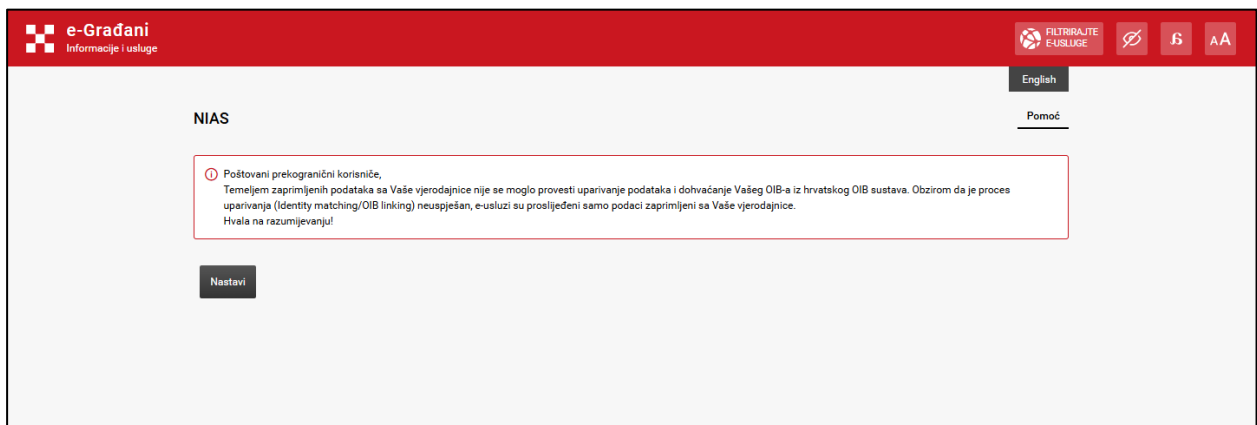 e-Građani
Informacije i usluge
FILTRIRAJTE
E-USLUGE
AA
English
NIAS
Pomoć
Poštovani prekogranični korisniče,
Temeljem zaprimljenih podataka sa Vaše vjerodajnice nije se moglo provesti uparivanje podataka i dohvaćanje Vašeg OIB-a iz hrvatskog OIB sustava. Obzirom da je proces
uparivanja (Identity matching/OIB linking) neuspješan, e-usluzi su proslijeđeni samo podaci zaprimljeni sa Vaše vjerodajnice.
Hvala na razumijevanju!
Nastavi